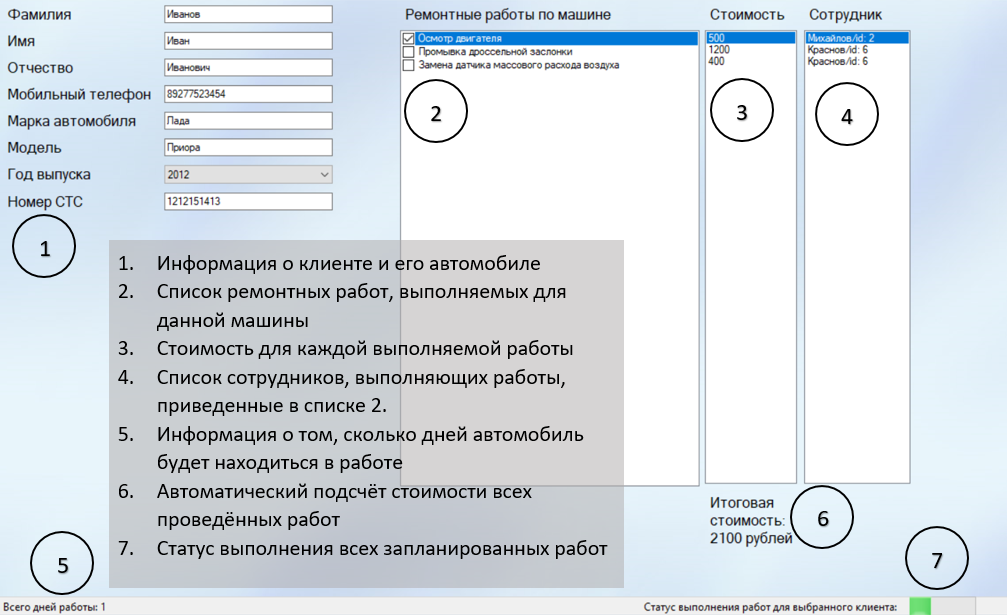 Фамилия
Иванов
Имя
Иван
Отчество
Иванович
Мобильный телефон
89277523454
Марка автомобиля
Лада
Модель
Приора
Год выпуска
2012
Номер СТС
1212151413
1
Ремонтные работы по машине
Осмотр двигателя
Промывка дроссельной заслонки
Замена датчика массового расхода воздуха
2
Стоимость
500
1200
400
3
Сотрудник
Михайлов/id: 2
Краснов/id: 6
Краснов/id: 6
4
1. Информация о клиенте и его автомобиле
2. Список ремонтных работ, выполняемых для
данной машины
3. Стоимость для каждой выполняемой работы
4. Список сотрудников, выполняющих работы,
приведенные в списке 2.
5. Информация о том, сколько дней автомобиль
будет находиться в работе
6. Автоматический подсчёт стоимости всех
проведённых работ
7. Статус выполнения всех запланированных работ
Итоговая
стоимость:
2100 рублей
6
5
7
Всего дней работы: 1
Статус выполнения работ для выбранного клиента: